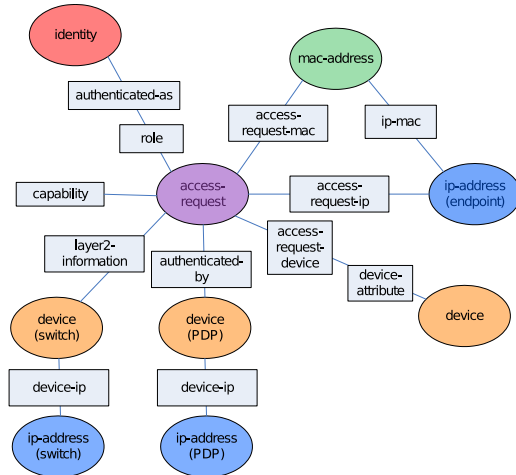 identity
mac-address
authenticated-as
access-
request-mac
ip-mac
role
capability
access-
request
access-
request-ip
ip-address
(endpoint)
layer2-
information
authenticated-
by
access-
request-
device
device-
attribute
device
(switch)
device
(PDP)
device
device-ip
device-ip
ip-address
(switch)
ip-address
(PDP)